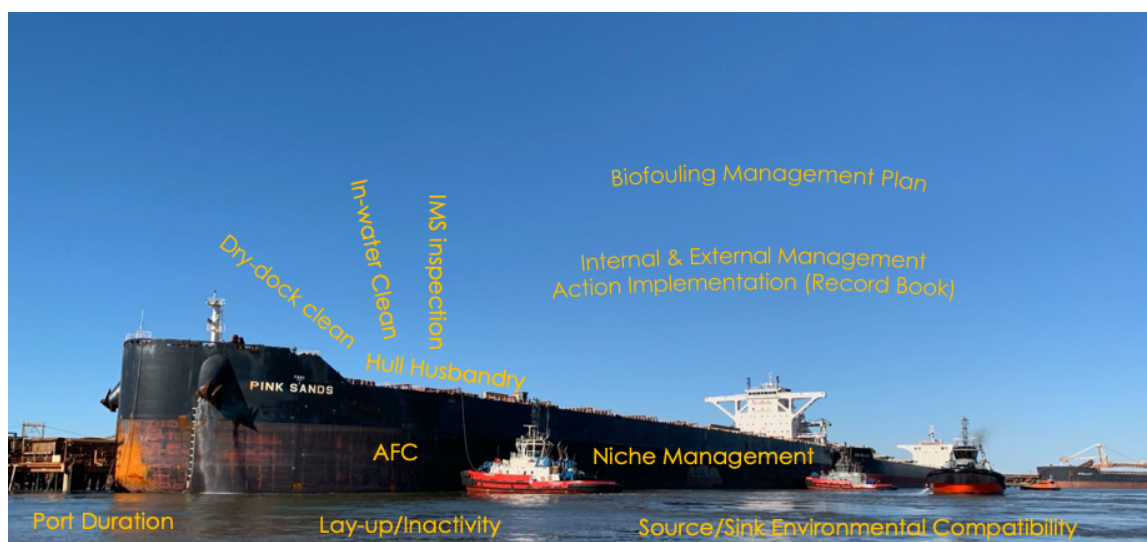 Biofouling Management Plan
In-water Clean
IMS inspection
Dry-dock clean
Internal & External Management
Action Implementation (Record Book)
Hull Husbandry
PINK SANDS
AFC
Niche Management
Port Duration
Lay-up/Inactivity
Source/Sink Environmental Compatibility